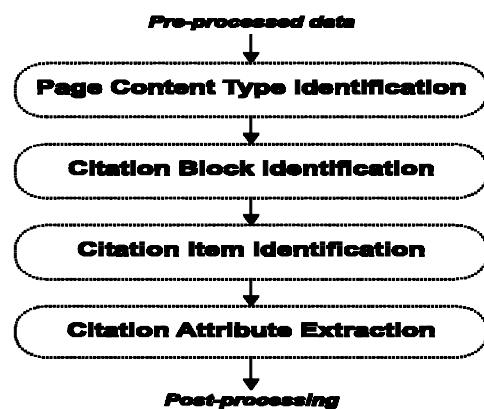 Pre-processed data
Page Content Type Identification
Citation Block Identification
Citation Item Identification
Citation Attribute Extraction
Post-processing